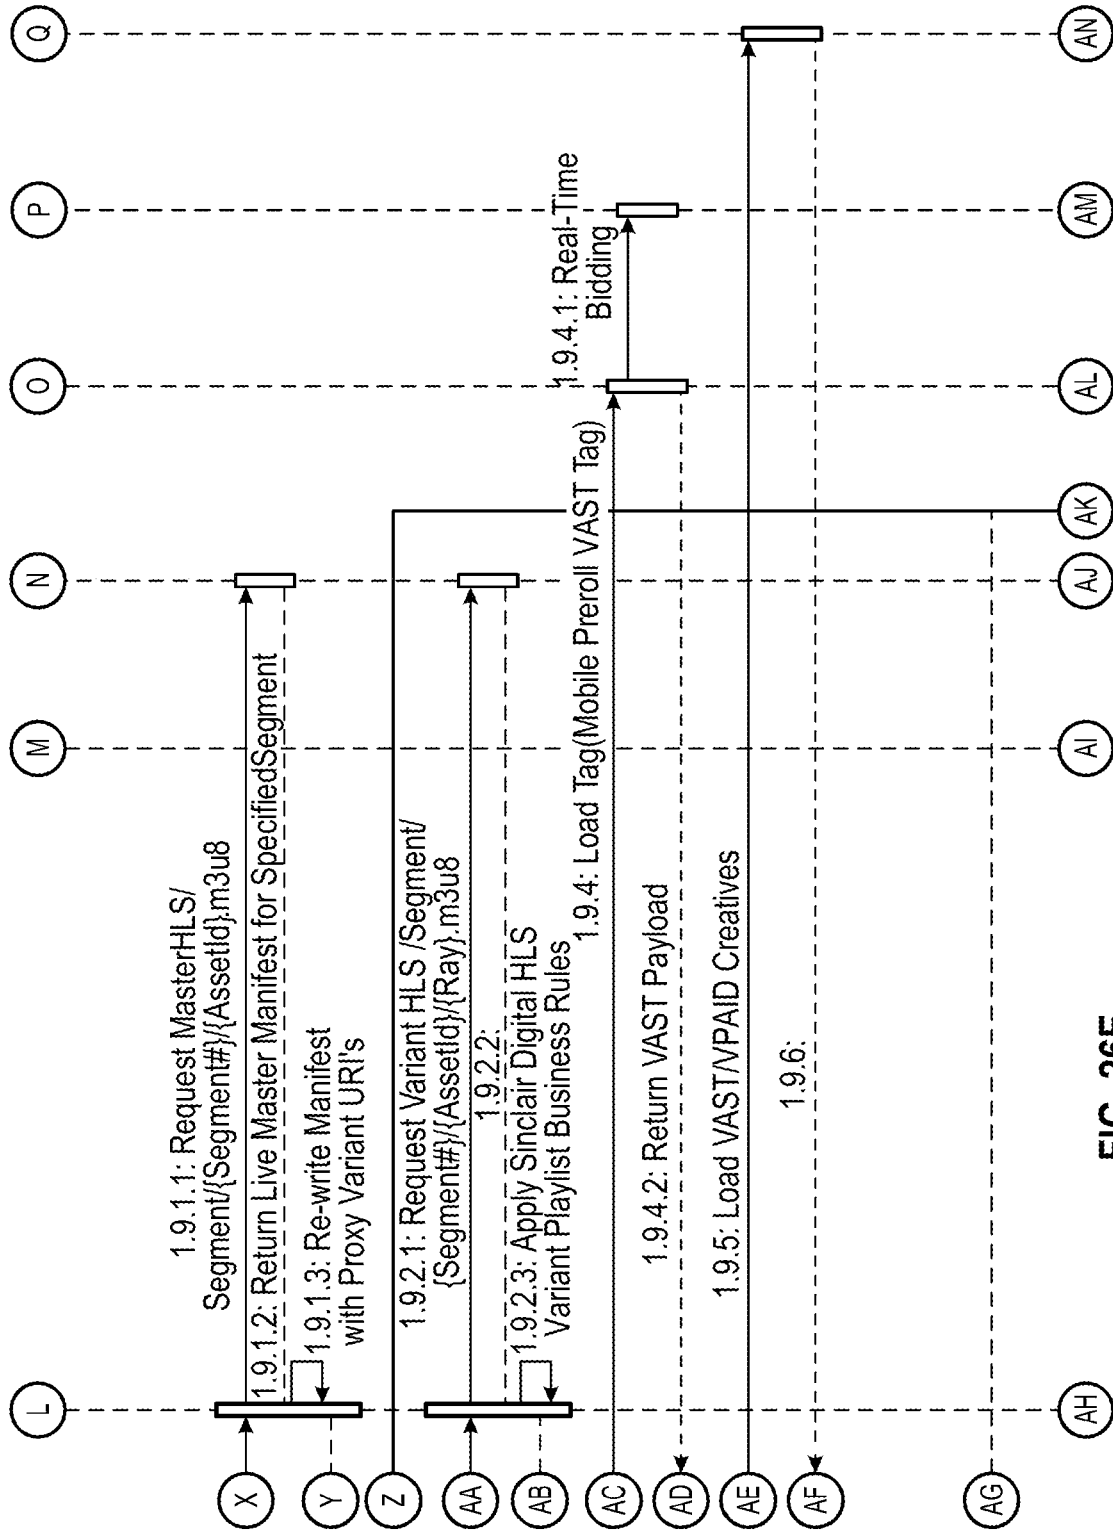 L
M
N
O
P
Q
1.9.1.1: Request MasterHLS/
Segment/{Segment#}/{AssetId}.m3u8
X
1.9.1.2: Return Live Master Manifest for SpecifiedSegment
1.9.1.3: Re-write Manifest
with Proxy Variant URI's
Y
Z
1.9.2.1: Request Variant HLS /Segment/
{Segment#}/{AssetId}/{Ray}.m3u8
AA
1.9.2.2:
1.9.2.3: Apply Sinclair Digital HLS
Variant Playlist Business Rules
AB
1.9.4: Load Tag(Mobile Preroll VAST Tag)
1.9.4.1: Real-Time
Bidding
AC
1.9.4.2: Return VAST Payload
AD
1.9.5: Load VAST/VPAID Creatives
AE
1.9.6:
AF
AG
AH
AI
AJ
AK
AL
AM
AN
FIG.